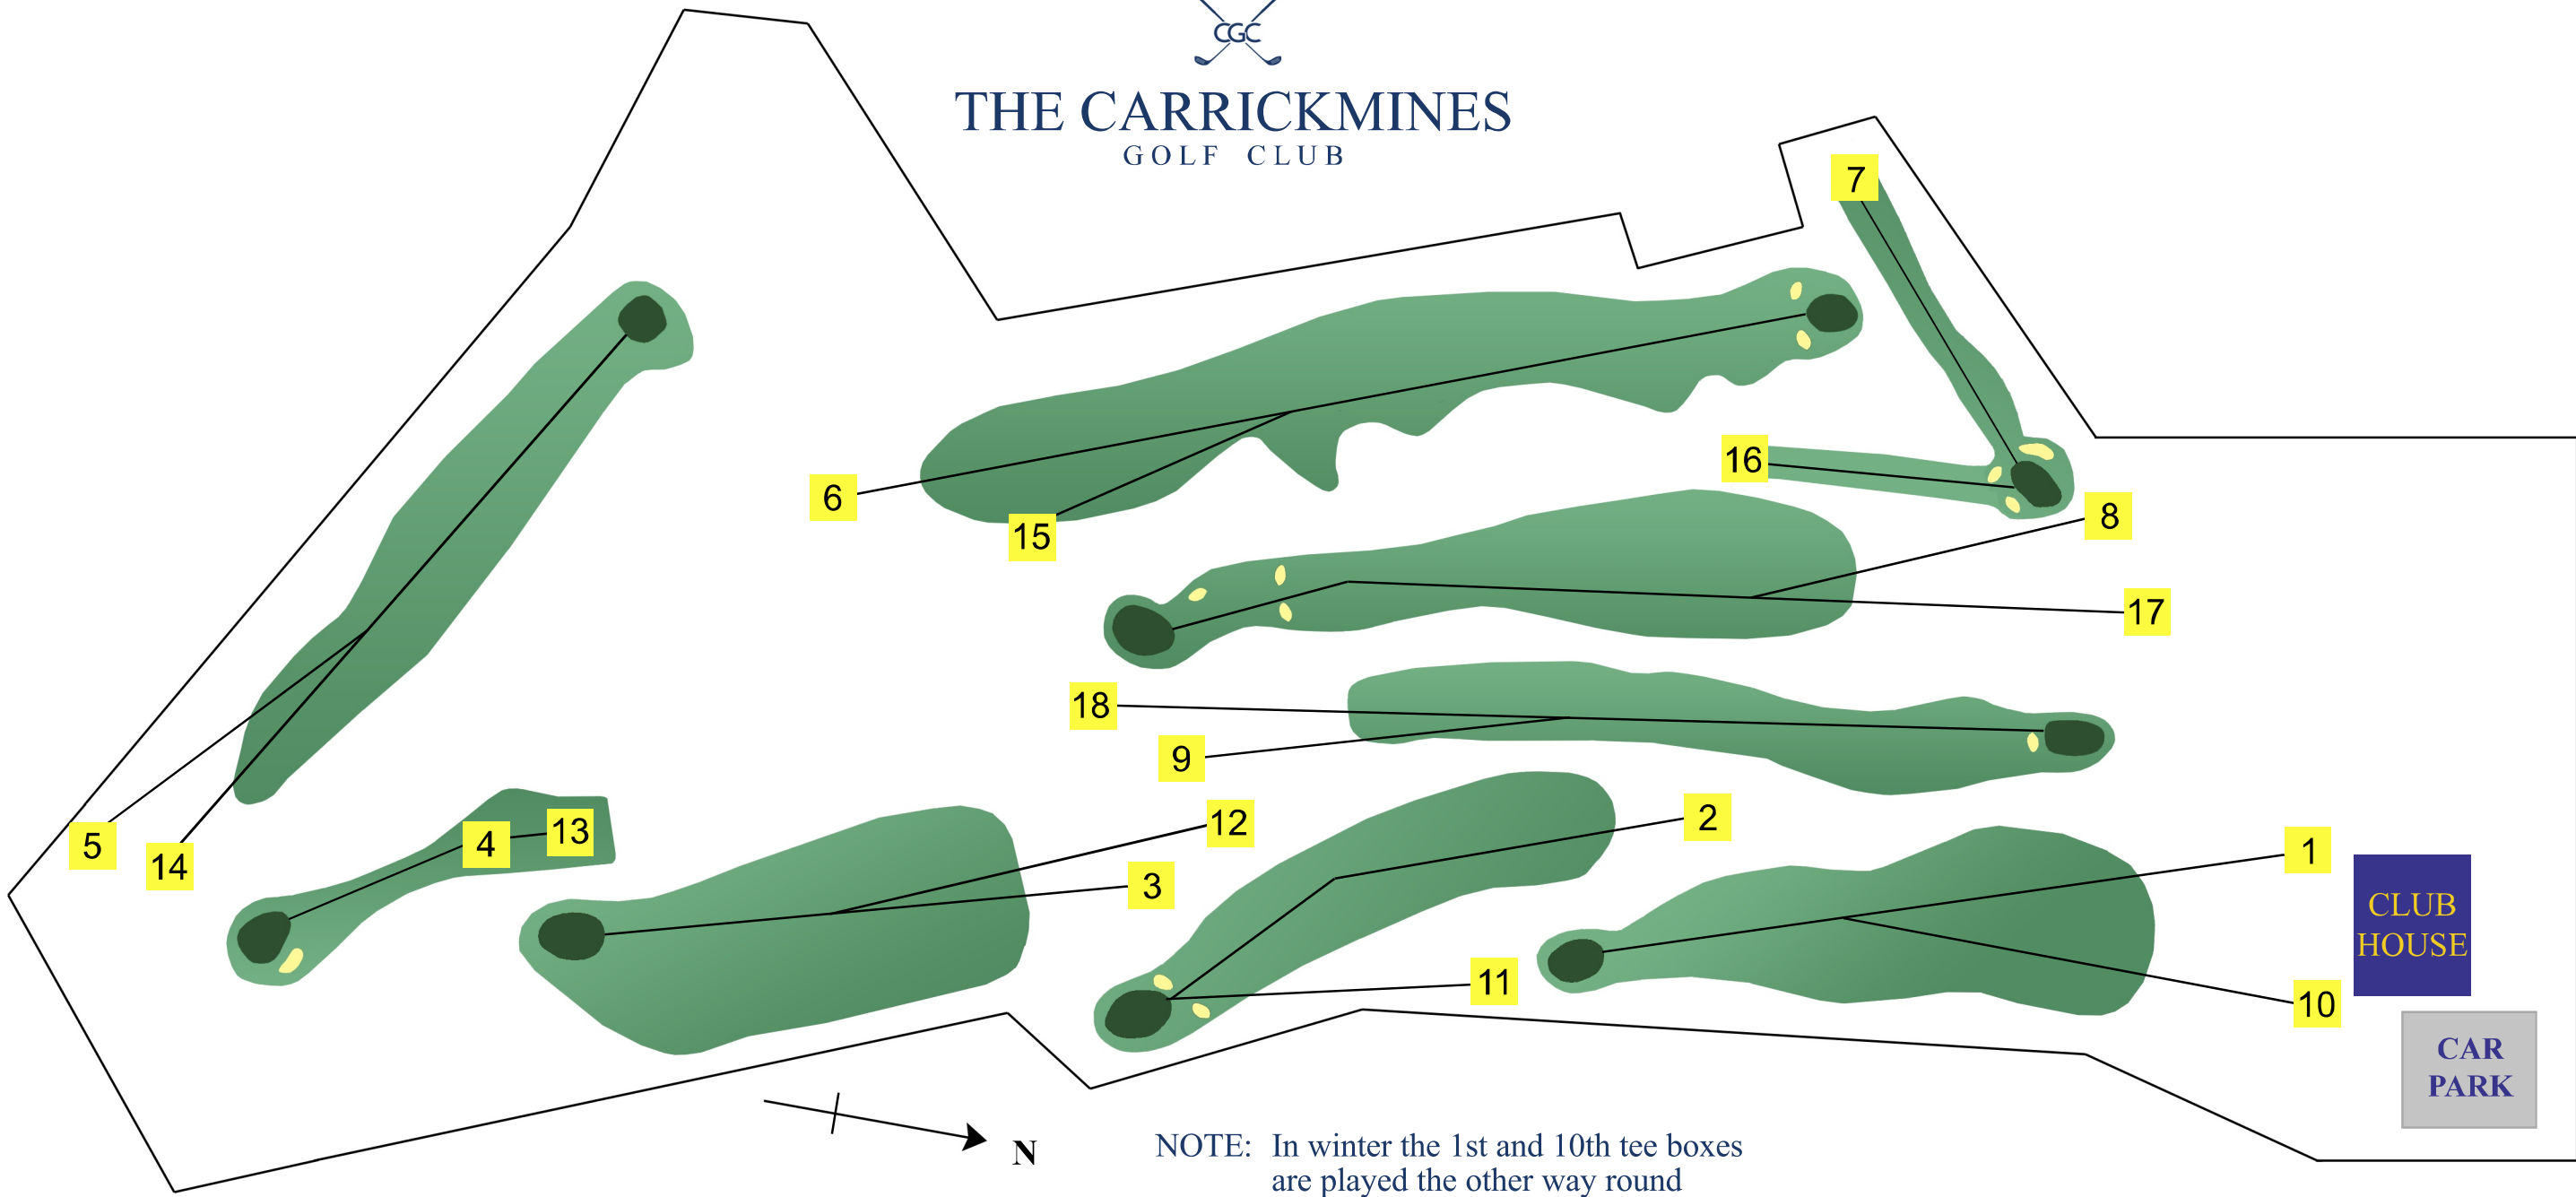 CGC
THE CARRICKMINES
GOLF CLUB
7
16
8
6
15
17
18
9
12
2
3
5
14
4
13
1
11
10
CLUB
HOUSE
CAR
PARK
N
NOTE: In winter the 1st and 10th tee boxes
are played the other way round